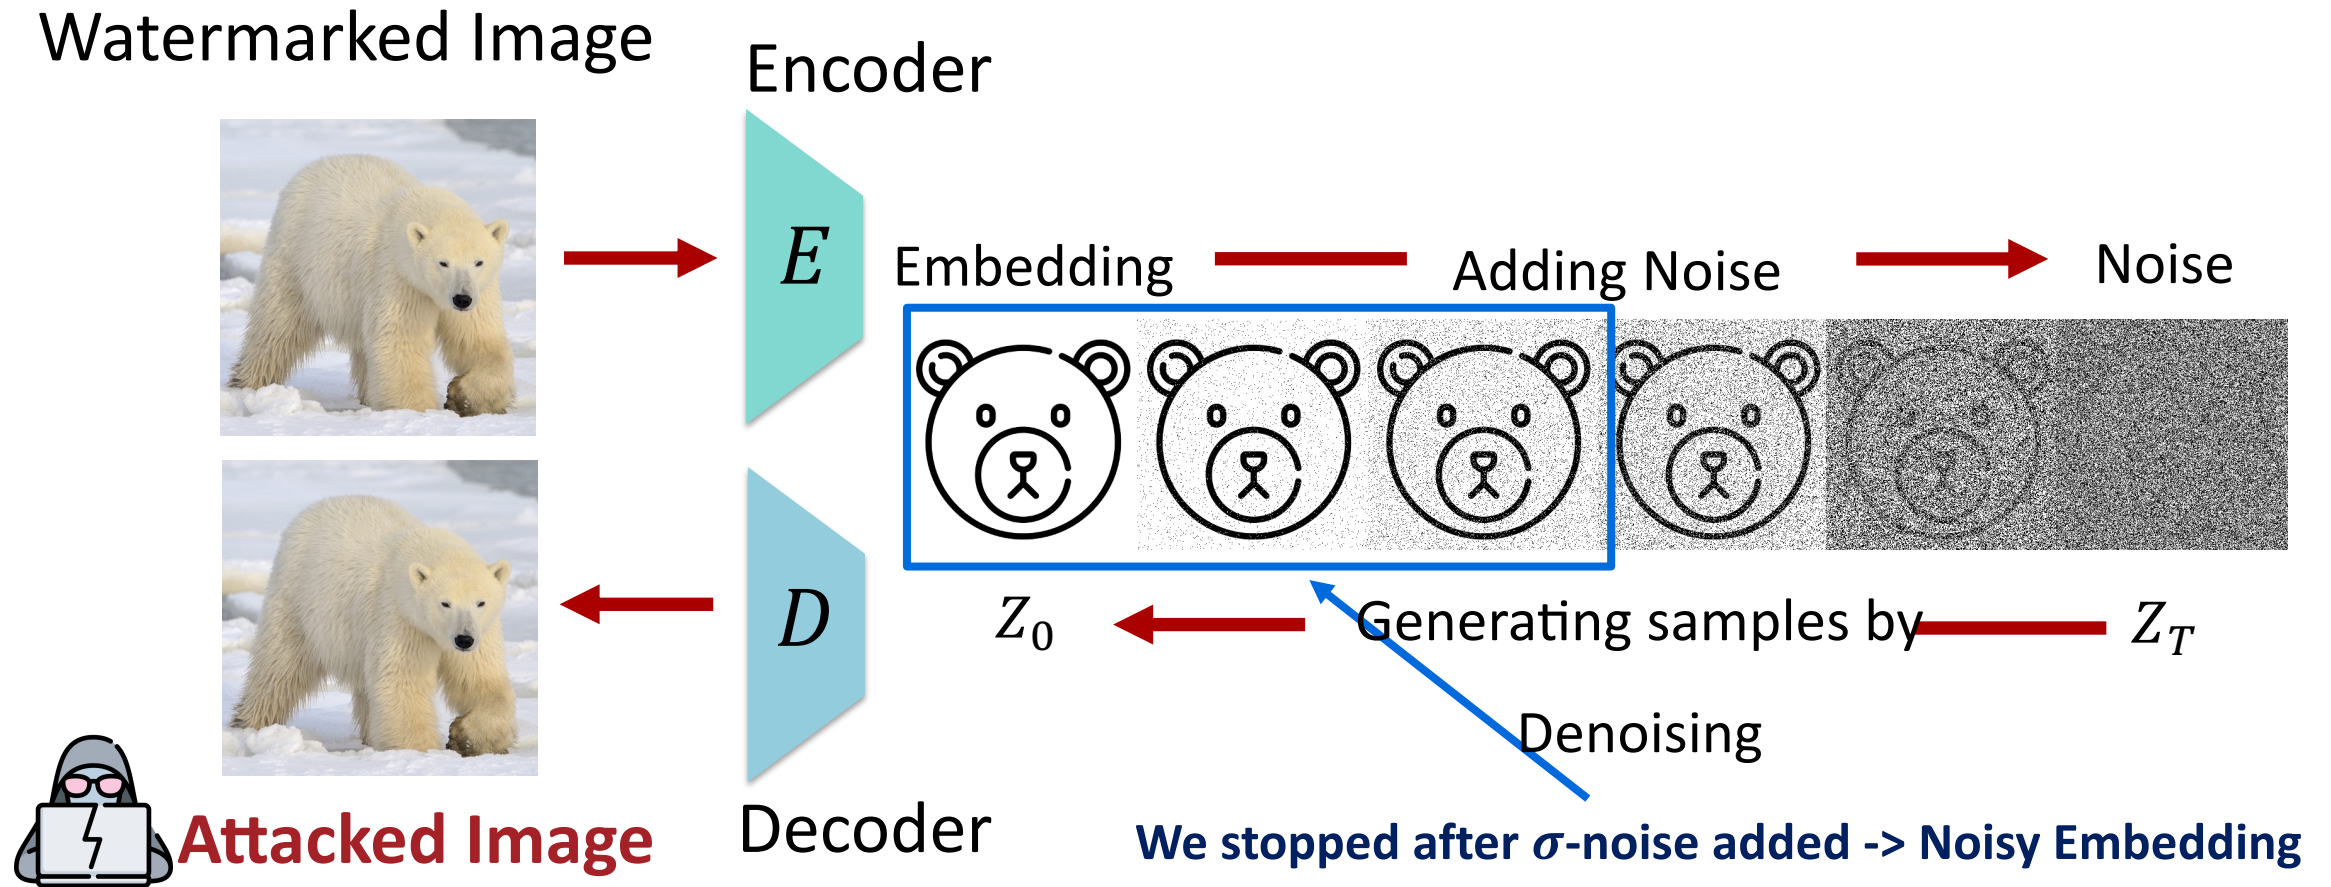 Watermarked Image
Encoder
E
Embedding
Adding Noise
Noise
Z₀
Generating samples by
Z_T
Denoising
D
Decoder
Attacked Image
We stopped after σ-noise added -> Noisy Embedding